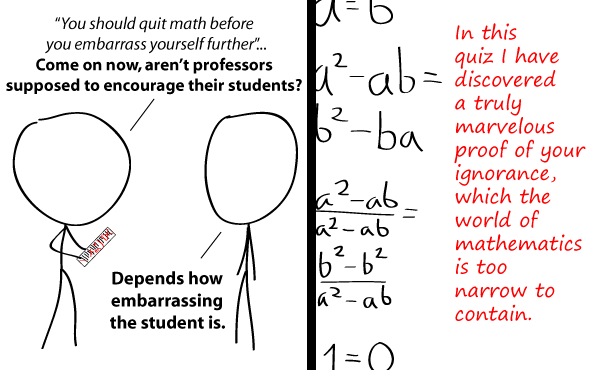 "You should quit math before
you embarrass yourself further"...
Come on now, aren't professors
supposed to encourage their students?
Depends how
embarrassing
the student is.
a = b
a² - ab =
b² - ba
a² - ab
a² - ab
=
b² - b²
a² - ab
1 = 0
In this
quiz I have
discovered
a truly
marvelous
proof of your
ignorance,
which the
world of
mathematics
is too
narrow to
contain.